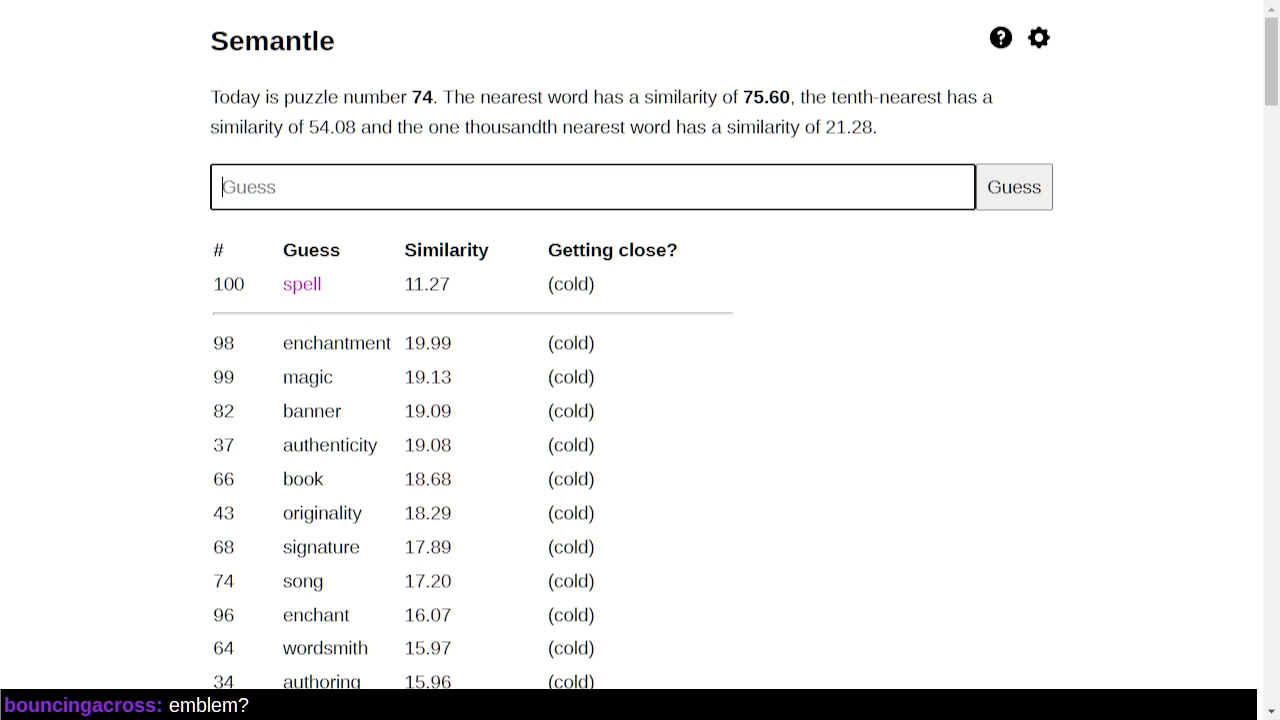 Semantle
Today is puzzle number 74. The nearest word has a similarity of 75.60, the tenth-nearest has a
similarity of 54.08 and the one thousandth nearest word has a similarity of 21.28.
Guess Guess
# Guess Similarity Getting close?
100 spell 11.27 (cold)
98 enchantment 19.99 (cold)
99 magic 19.13 (cold)
82 banner 19.09 (cold)
37 authenticity 19.08 (cold)
66 book 18.68 (cold)
43 originality 18.29 (cold)
68 signature 17.89 (cold)
74 song 17.20 (cold)
96 enchant 16.07 (cold)
64 wordsmith 15.97 (cold)
34 authoring 15.96 (cold)
bouncingacross: emblem?